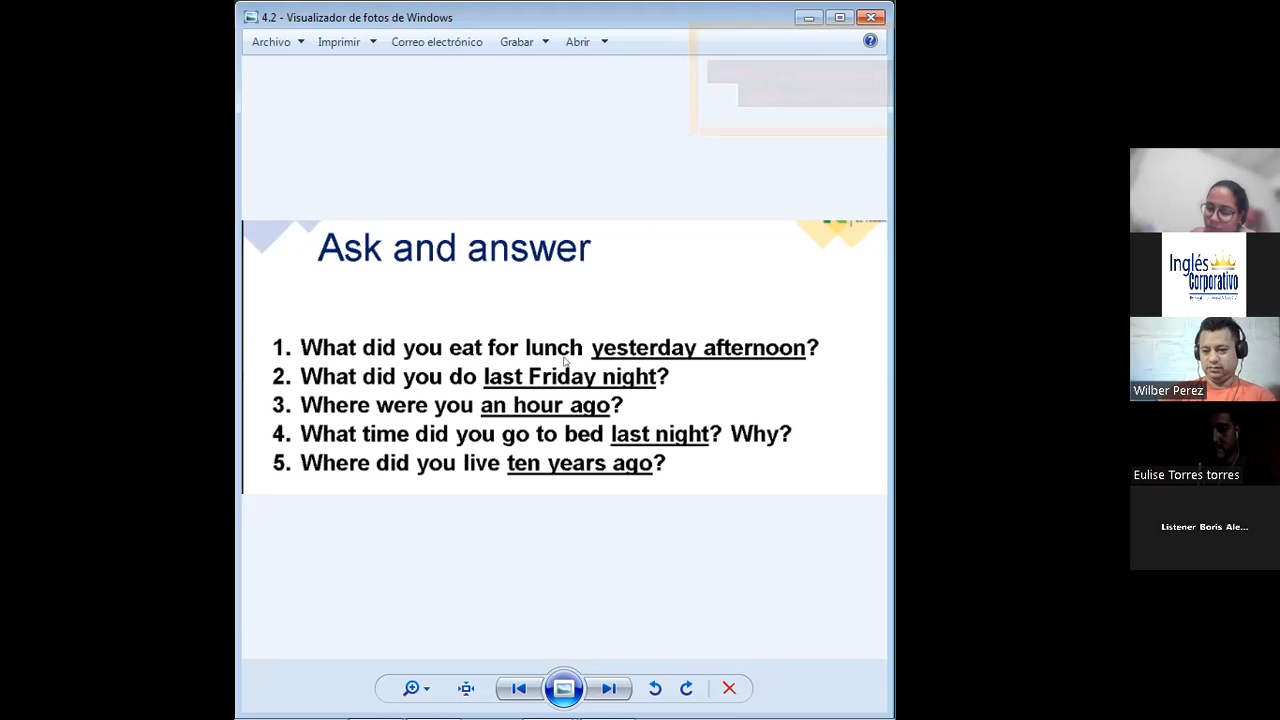 4.2 - Visualizador de fotos de Windows
Archivo Imprimir Correo electrónico Grabar Abrir
Ask and answer
1. What did you eat for lunch yesterday afternoon?
2. What did you do last Friday night?
3. Where were you an hour ago?
4. What time did you go to bed last night? Why?
5. Where did you live ten years ago?
Inglés
Corporativo
Wilber Perez
Eulise Torres torres
Listener Boris Ale...